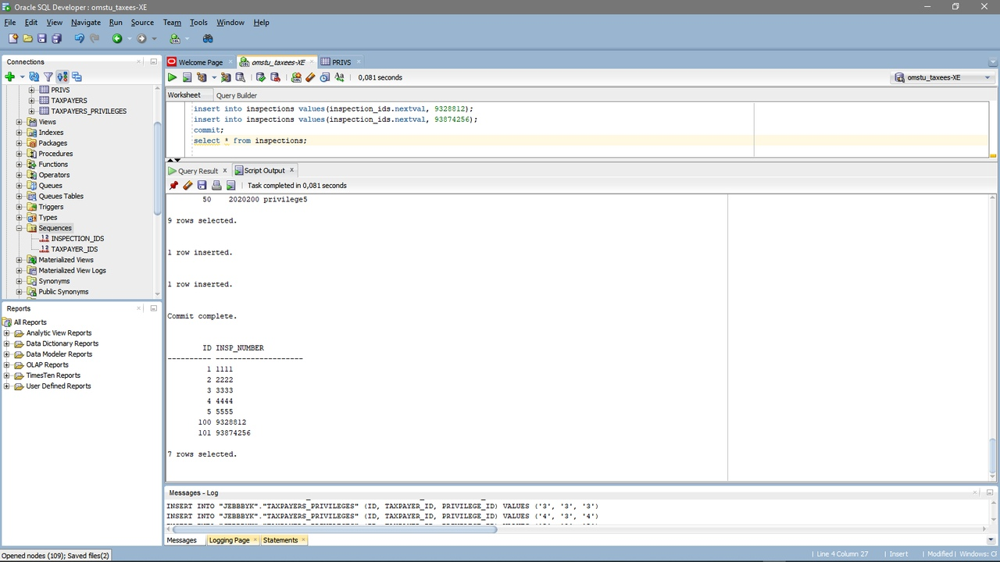 Oracle SQL Developer : omstu_taxees-XE
File Edit View Navigate Run Source Team Tools Window Help
Connections
PRIVS
TAXPAYERS
TAXPAYERS_PRIVILEGES
Views
Indexes
Packages
Procedures
Functions
Operators
Queues
Queues Tables
Triggers
Types
Sequences
INSPECTION_IDS
TAXPAYER_IDS
Materialized Views
Materialized View Logs
Synonyms
Public Synonyms
Reports
All Reports
Analytic View Reports
Data Dictionary Reports
Data Modeler Reports
OLAP Reports
TimesTen Reports
User Defined Reports
Welcome Page omstu_taxees-XE PRIVS
0,081 seconds omstu_taxees-XE
Worksheet Query Builder
insert into inspections values(inspection_ids.nextval, 9328812);
insert into inspections values(inspection_ids.nextval, 93874256);
commit;
select * from inspections;
Query Result Script Output
Task completed in 0,081 seconds
50 2020200 privilege5
9 rows selected.
1 row inserted.
1 row inserted.
Commit complete.
ID INSP_NUMBER
---------- --------------------
1 1111
2 2222
3 3333
4 4444
5 5555
100 9328812
101 93874256
7 rows selected.
Messages - Log
INSERT INTO "JEBBBYK"."TAXPAYERS_PRIVILEGES" (ID, TAXPAYER_ID, PRIVILEGE_ID) VALUES ('3', '3', '3')
INSERT INTO "JEBBBYK"."TAXPAYERS_PRIVILEGES" (ID, TAXPAYER_ID, PRIVILEGE_ID) VALUES ('4', '3', '4')
Messages Logging Page Statements
Opened nodes (109); Saved files(2) Line 4 Column 27 Insert Modified Windows: Cl